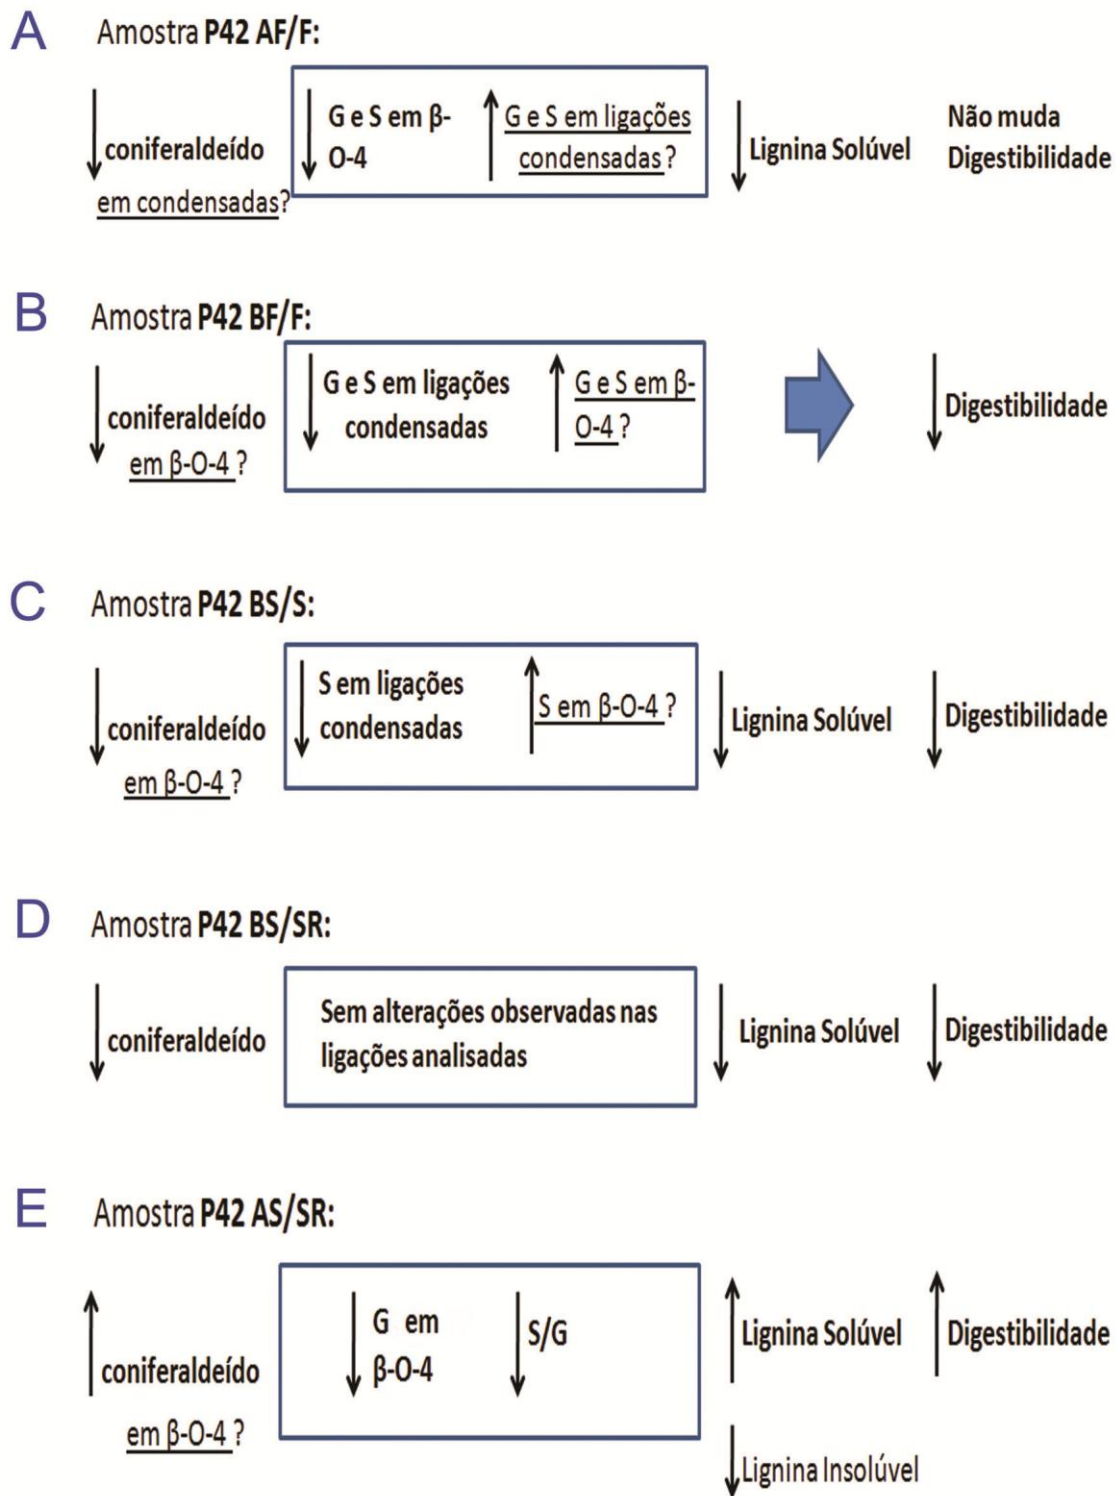 A Amostra P42 AF/F:
coniferaldeído
em condensadas?
G e S em β-
O-4
G e S em ligações
condensadas?
Lignina Solúvel
Não muda
Digestibilidade
B Amostra P42 BF/F:
coniferaldeído
em β-O-4 ?
G e S em ligações
condensadas
G e S em β-
O-4 ?
Digestibilidade
C Amostra P42 BS/S:
coniferaldeído
em β-O-4 ?
S em ligações
condensadas
S em β-O-4 ?
Lignina Solúvel
Digestibilidade
D Amostra P42 BS/SR:
coniferaldeído
Sem alterações observadas nas
ligações analisadas
Lignina Solúvel
Digestibilidade
E Amostra P42 AS/SR:
coniferaldeído
em β-O-4 ?
G em
β-O-4
S/G
Lignina Solúvel
Digestibilidade
Lignina Insolúvel